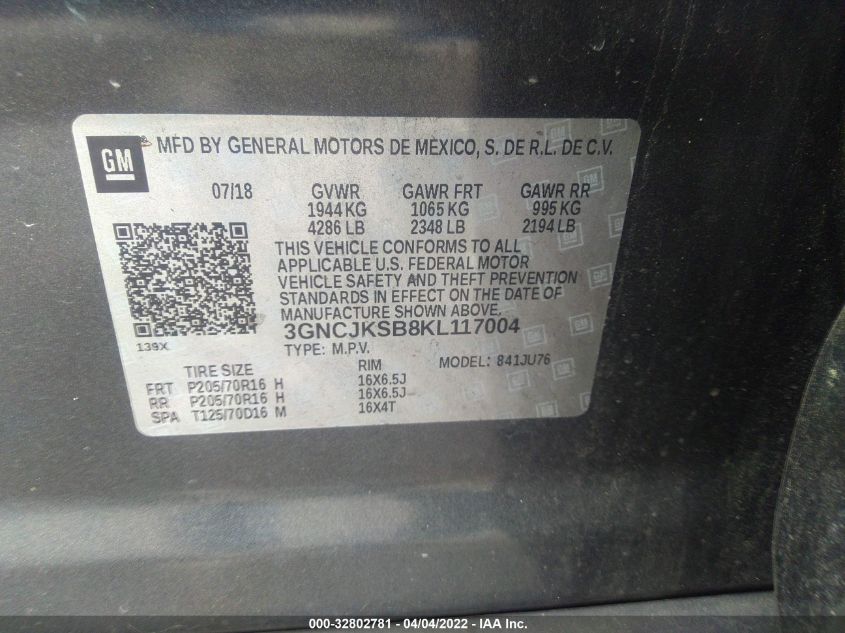 GM
MFD BY GENERAL MOTORS DE MEXICO, S. DE R.L. DE C.V.
07/18 GVWR GAWR FRT GAWR RR
1944 KG 1065 KG 995 KG
4286 LB 2348 LB 2194 LB
THIS VEHICLE CONFORMS TO ALL
APPLICABLE U.S. FEDERAL MOTOR
VEHICLE SAFETY AND THEFT PREVENTION
STANDARDS IN EFFECT ON THE DATE OF
MANUFACTURE SHOWN ABOVE.
3GNCJKSB8KL117004
139X
TYPE: M.P.V. MODEL: 841JU76
TIRE SIZE RIM
FRT P205/70R16 H 16X6.5J
RR P205/70R16 H 16X6.5J
SPA T125/70D16 M 16X4T
000-32802781 - 04/04/2022 - IAA Inc.